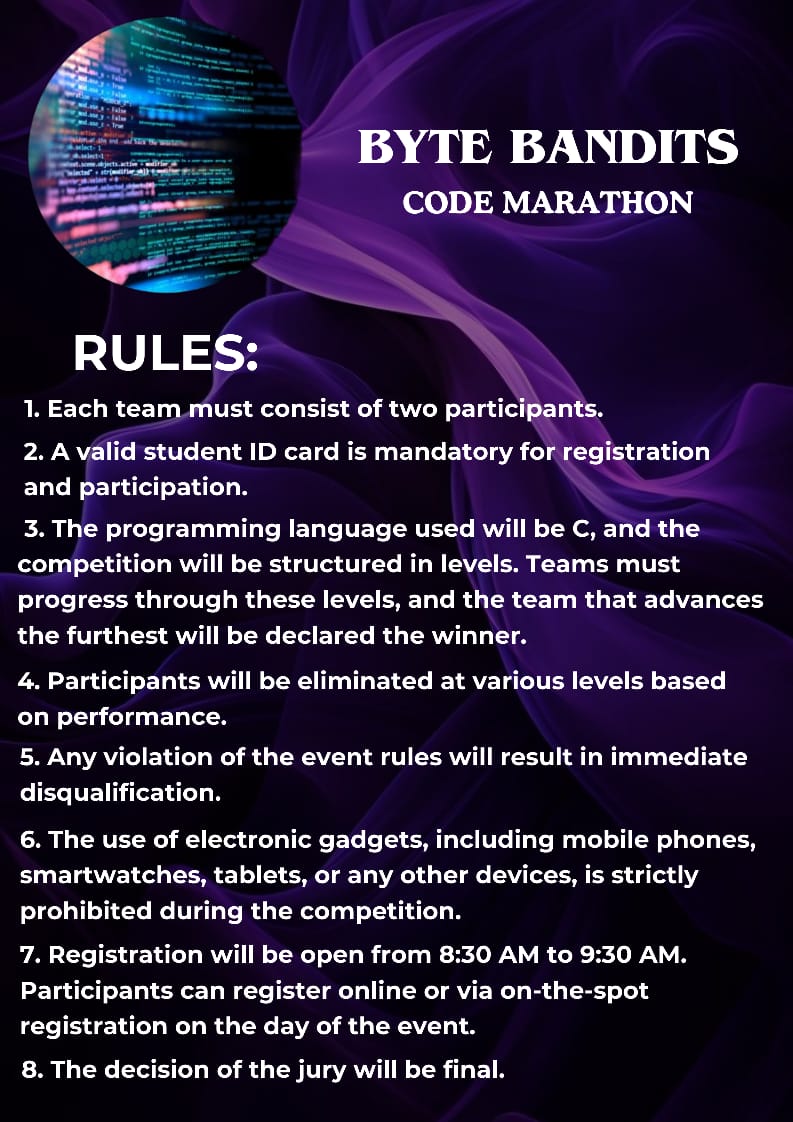 BYTE BANDITS
CODE MARATHON
RULES:
1. Each team must consist of two participants.
2. A valid student ID card is mandatory for registration
and participation.
3. The programming language used will be C, and the
competition will be structured in levels. Teams must
progress through these levels, and the team that advances
the furthest will be declared the winner.
4. Participants will be eliminated at various levels based
on performance.
5. Any violation of the event rules will result in immediate
disqualification.
6. The use of electronic gadgets, including mobile phones,
smartwatches, tablets, or any other devices, is strictly
prohibited during the competition.
7. Registration will be open from 8:30 AM to 9:30 AM.
Participants can register online or via on-the-spot
registration on the day of the event.
8. The decision of the jury will be final.